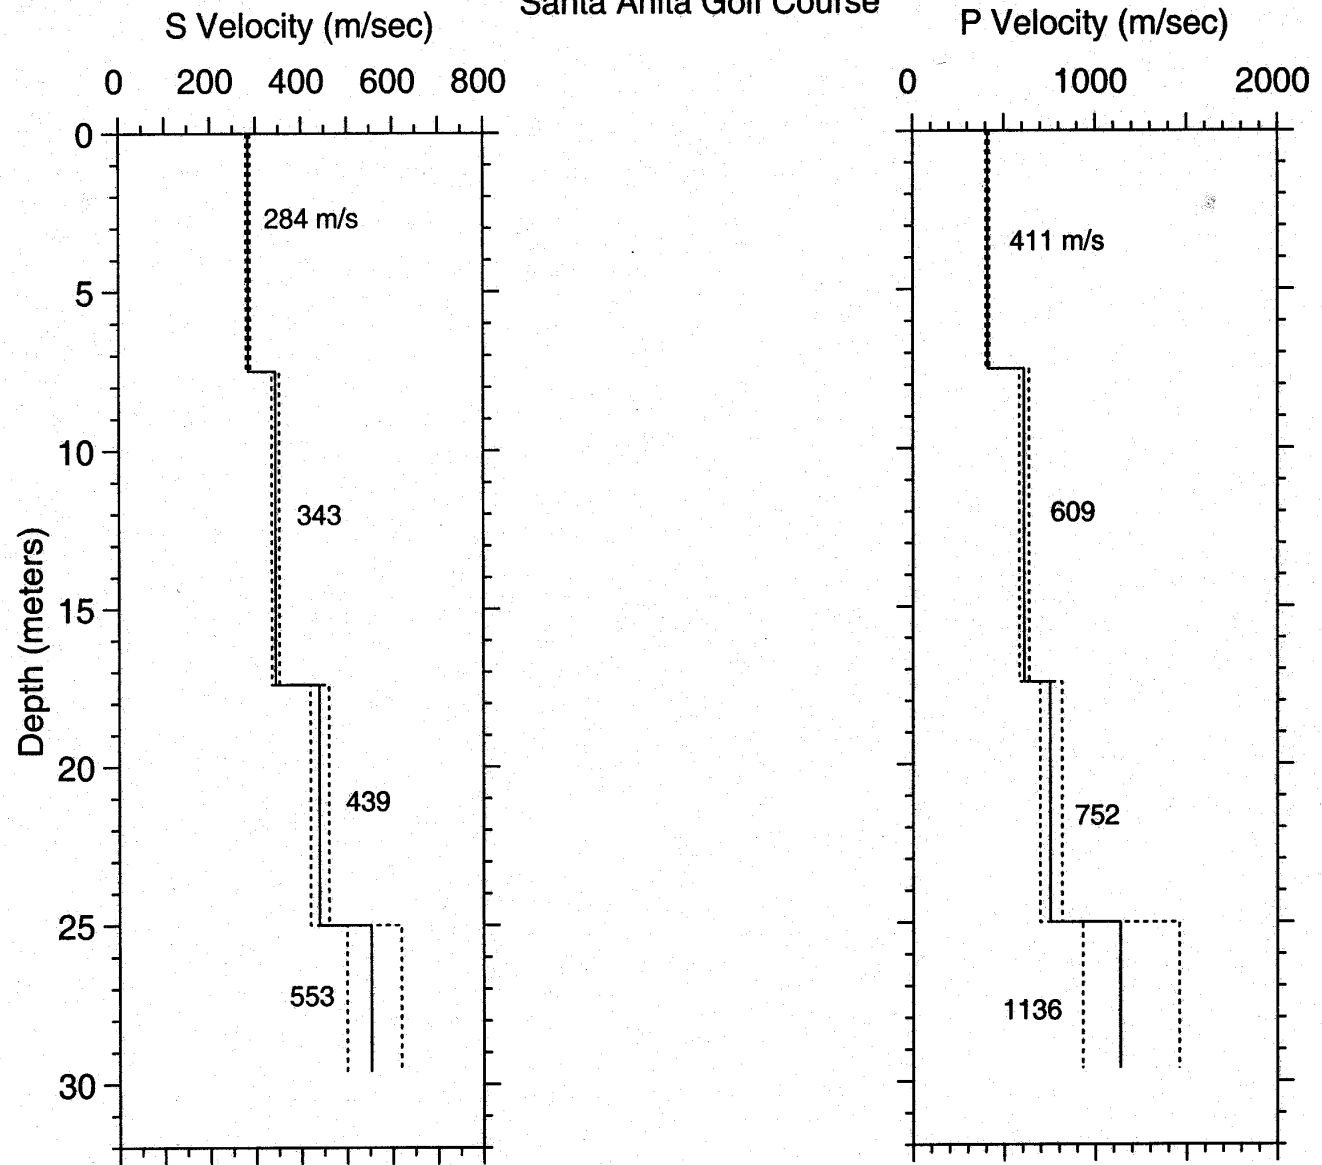 Santa Anita Golf Course
S Velocity (m/sec)
P Velocity (m/sec)
0 200 400 600 800
0 1000 2000
0
284 m/s
411 m/s
5
10
343
609
15
Depth (meters)
20
439
752
25
553
1136
30